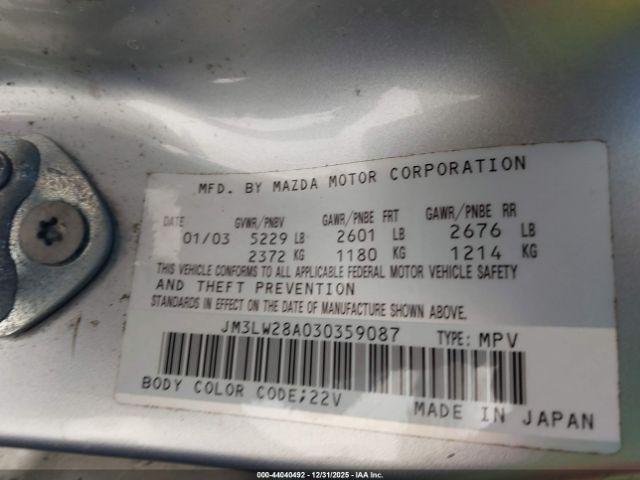 MFD. BY MAZDA MOTOR CORPORATION
DATE GVWR/PNBV GAWR/PNBE FRT GAWR/PNBE RR
01/03 5229 LB 2601 LB 2676 LB
2372 KG 1180 KG 1214 KG
THIS VEHICLE CONFORMS TO ALL APPLICABLE FEDERAL MOTOR VEHICLE SAFETY
AND THEFT PREVENTION
STANDARDS IN EFFECT ON THE DATE OF MANUFACTURE SHOWN ABOVE.
JM3LW28A030359087 TYPE: MPV
BODY COLOR CODE;22V
MADE IN JAPAN
000-44040492 - 12/31/2025 - IAA Inc.